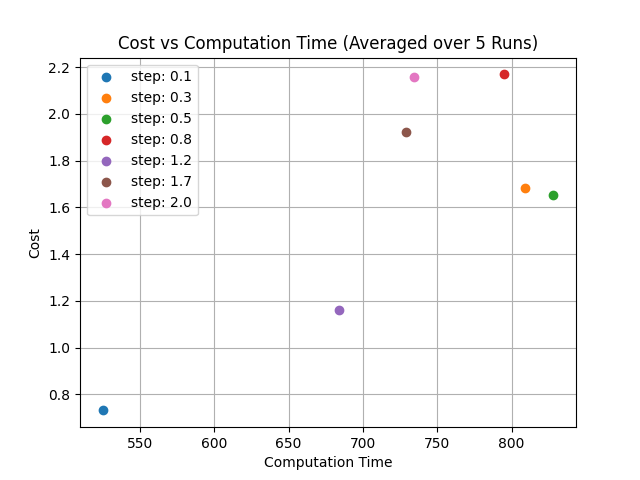 Cost vs Computation Time (Averaged over 5 Runs)
2.2
2.0
1.8
1.6
1.4
1.2
1.0
0.8
Cost
step: 0.1
step: 0.3
step: 0.5
step: 0.8
step: 1.2
step: 1.7
step: 2.0
550
600
650
700
750
800
Computation Time